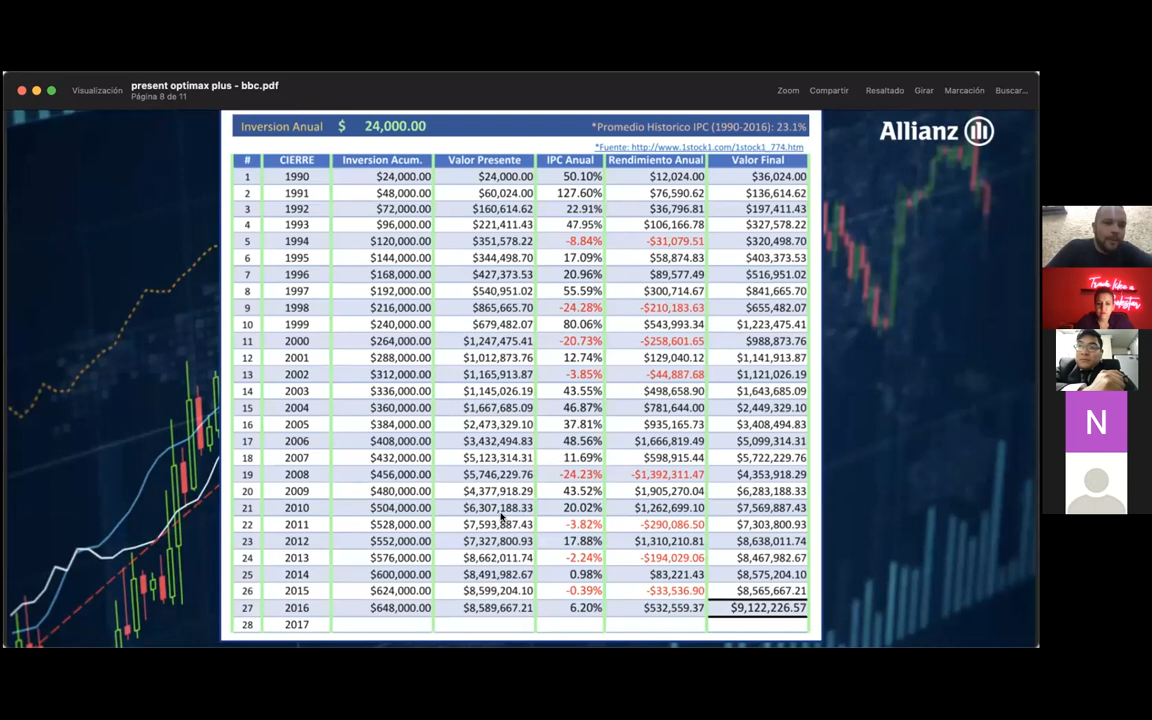 present optimax plus - bbc.pdf
Visualización
Página 8 de 11
Zoom Compartir Resaltado Girar Marcación Buscar...
Inversion Anual $ 24,000.00 *Promedio Historico IPC (1990-2016): 23.1%
Allianz
*Fuente: http://www.1stock1.com/1stock1_774.htm
# CIERRE Inversion Acum. Valor Presente IPC Anual Rendimiento Anual Valor Final
1 1990 $24,000.00 $24,000.00 50.10% $12,024.00 $36,024.00
2 1991 $48,000.00 $60,024.00 127.60% $76,590.62 $136,614.62
3 1992 $72,000.00 $160,614.62 22.91% $36,796.81 $197,411.43
4 1993 $96,000.00 $221,411.43 47.95% $106,166.78 $327,578.22
5 1994 $120,000.00 $351,578.22 -8.84% -$31,079.51 $320,498.70
6 1995 $144,000.00 $344,498.70 17.09% $58,874.83 $403,373.53
7 1996 $168,000.00 $427,373.53 20.96% $89,577.49 $516,951.02
8 1997 $192,000.00 $540,951.02 55.59% $300,714.67 $841,665.70
9 1998 $216,000.00 $865,665.70 -24.28% -$210,183.63 $655,482.07
10 1999 $240,000.00 $679,482.07 80.06% $543,993.34 $1,223,475.41
11 2000 $264,000.00 $1,247,475.41 -20.73% -$258,601.65 $988,873.76
12 2001 $288,000.00 $1,012,873.76 12.74% $129,040.12 $1,141,913.87
13 2002 $312,000.00 $1,165,913.87 -3.85% -$44,887.68 $1,121,026.19
14 2003 $336,000.00 $1,145,026.19 43.55% $498,658.90 $1,643,685.09
15 2004 $360,000.00 $1,667,685.09 46.87% $781,644.00 $2,449,329.10
16 2005 $384,000.00 $2,473,329.10 37.81% $935,165.73 $3,408,494.83
17 2006 $408,000.00 $3,432,494.83 48.56% $1,666,819.49 $5,099,314.31
18 2007 $432,000.00 $5,123,314.31 11.69% $598,915.44 $5,722,229.76
19 2008 $456,000.00 $5,746,229.76 -24.23% -$1,392,311.47 $4,353,918.29
20 2009 $480,000.00 $4,377,918.29 43.52% $1,905,270.04 $6,283,188.33
21 2010 $504,000.00 $6,307,188.33 20.02% $1,262,699.10 $7,569,887.43
22 2011 $528,000.00 $7,593,887.43 -3.82% -$290,086.50 $7,303,800.93
23 2012 $552,000.00 $7,327,800.93 17.88% $1,310,210.81 $8,638,011.74
24 2013 $576,000.00 $8,662,011.74 -2.24% -$194,029.06 $8,467,982.67
25 2014 $600,000.00 $8,491,982.67 0.98% $83,221.43 $8,575,204.10
26 2015 $624,000.00 $8,599,204.10 -0.39% -$33,536.90 $8,565,667.21
27 2016 $648,000.00 $8,589,667.21 6.20% $532,559.37 $9,122,226.57
28 2017
Trade like a
N